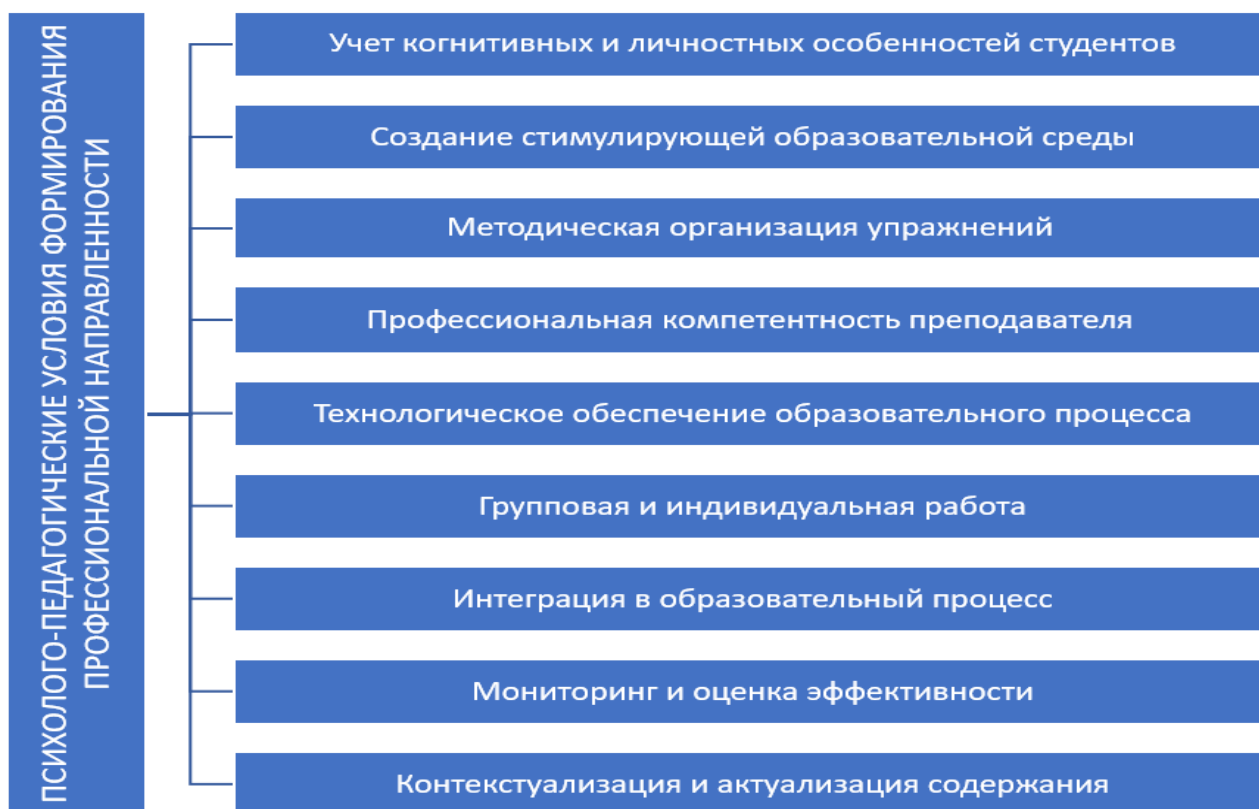 ПСИХОЛОГО-ПЕДАГОГИЧЕСКИЕ УСЛОВИЯ ФОРМИРОВАНИЯ
ПРОФЕССИОНАЛЬНОЙ НАПРАВЛЕННОСТИ
Учет когнитивных и личностных особенностей студентов
Создание стимулирующей образовательной среды
Методическая организация упражнений
Профессиональная компетентность преподавателя
Технологическое обеспечение образовательного процесса
Групповая и индивидуальная работа
Интеграция в образовательный процесс
Мониторинг и оценка эффективности
Контекстуализация и актуализация содержания